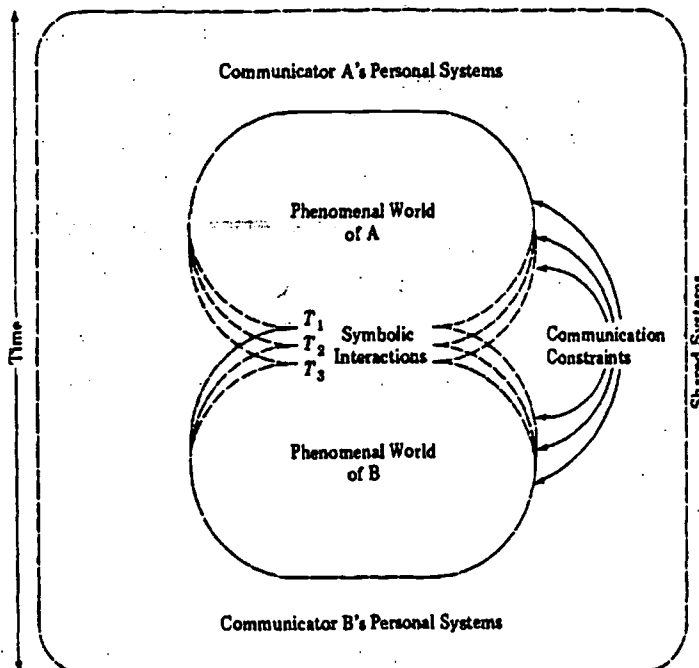 Communicator A's Personal Systems
Phenomenal World
of A
Time
T1
T2
T3
Symbolic
Interactions
Communication
Constraints
Shared Systems
Phenomenal World
of B
Communicator B's Personal Systems